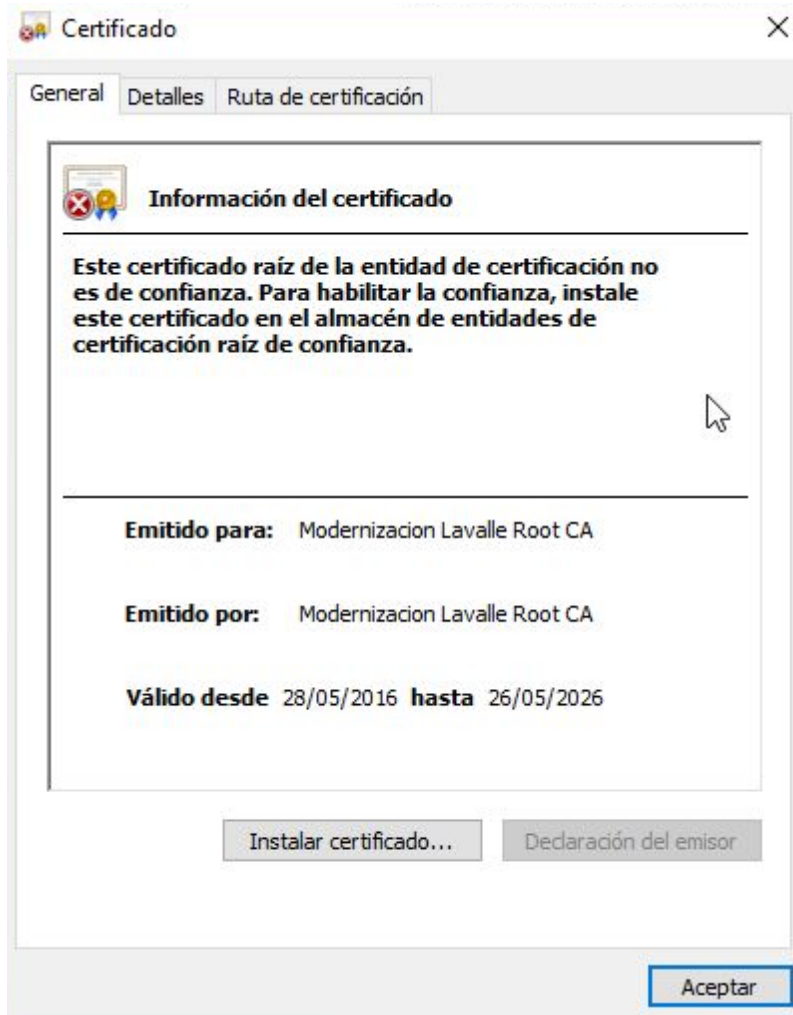 Certificado
General Detalles Ruta de certificación
Información del certificado
Este certificado raíz de la entidad de certificación no
es de confianza. Para habilitar la confianza, instale
este certificado en el almacén de entidades de
certificación raíz de confianza.
Emitido para: Modernizacion Lavalle Root CA
Emitido por: Modernizacion Lavalle Root CA
Válido desde 28/05/2016 hasta 26/05/2026
Instalar certificado... Declaración del emisor
Aceptar